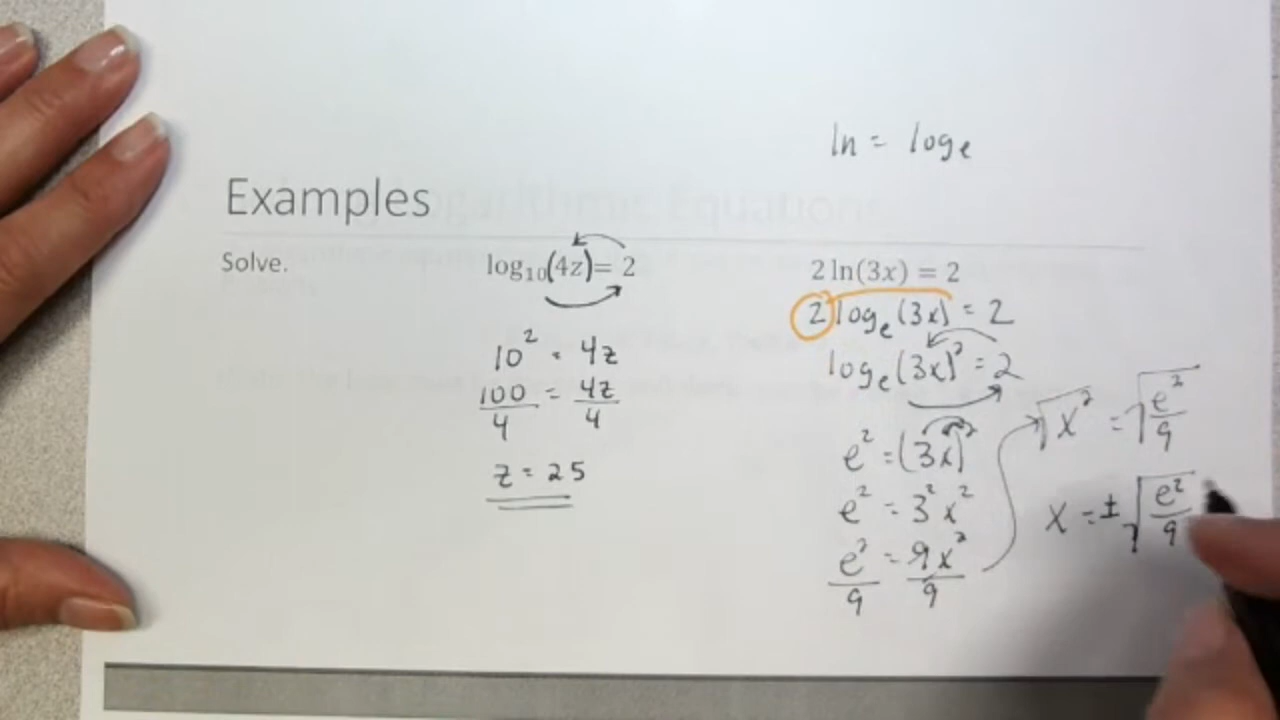 ln = logₑ
Examples
Solve.
log₁₀(4z)= 2
10² = 4z
100/4 = 4z/4
z = 25
2 ln(3x) = 2
2 logₑ (3x) = 2
logₑ (3x)² = 2
e² = (3x)²
e² = 3²x²
e²/9 = 9x²/9
√x² = √e²/9
x = ±√e²/9